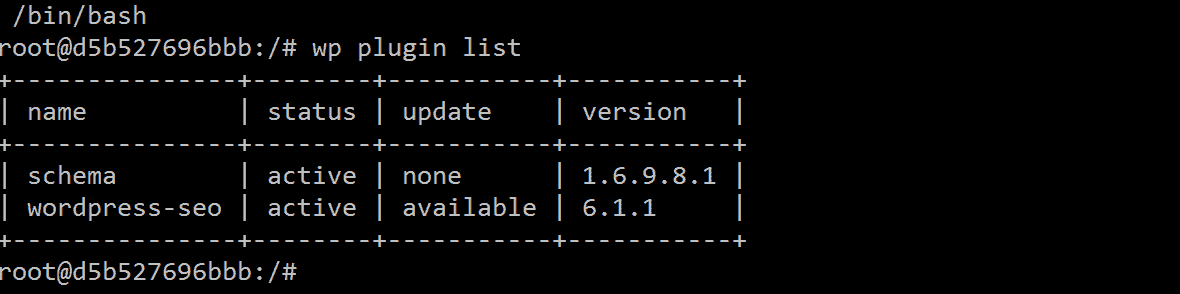 /bin/bash
root@d5b527696bbb:/# wp plugin list
+---------------+--------+-----------+-----------+
| name          | status | update    | version   |
+---------------+--------+-----------+-----------+
| schema        | active | none      | 1.6.9.8.1 |
| wordpress-seo | active | available | 6.1.1     |
+---------------+--------+-----------+-----------+
root@d5b527696bbb:/#